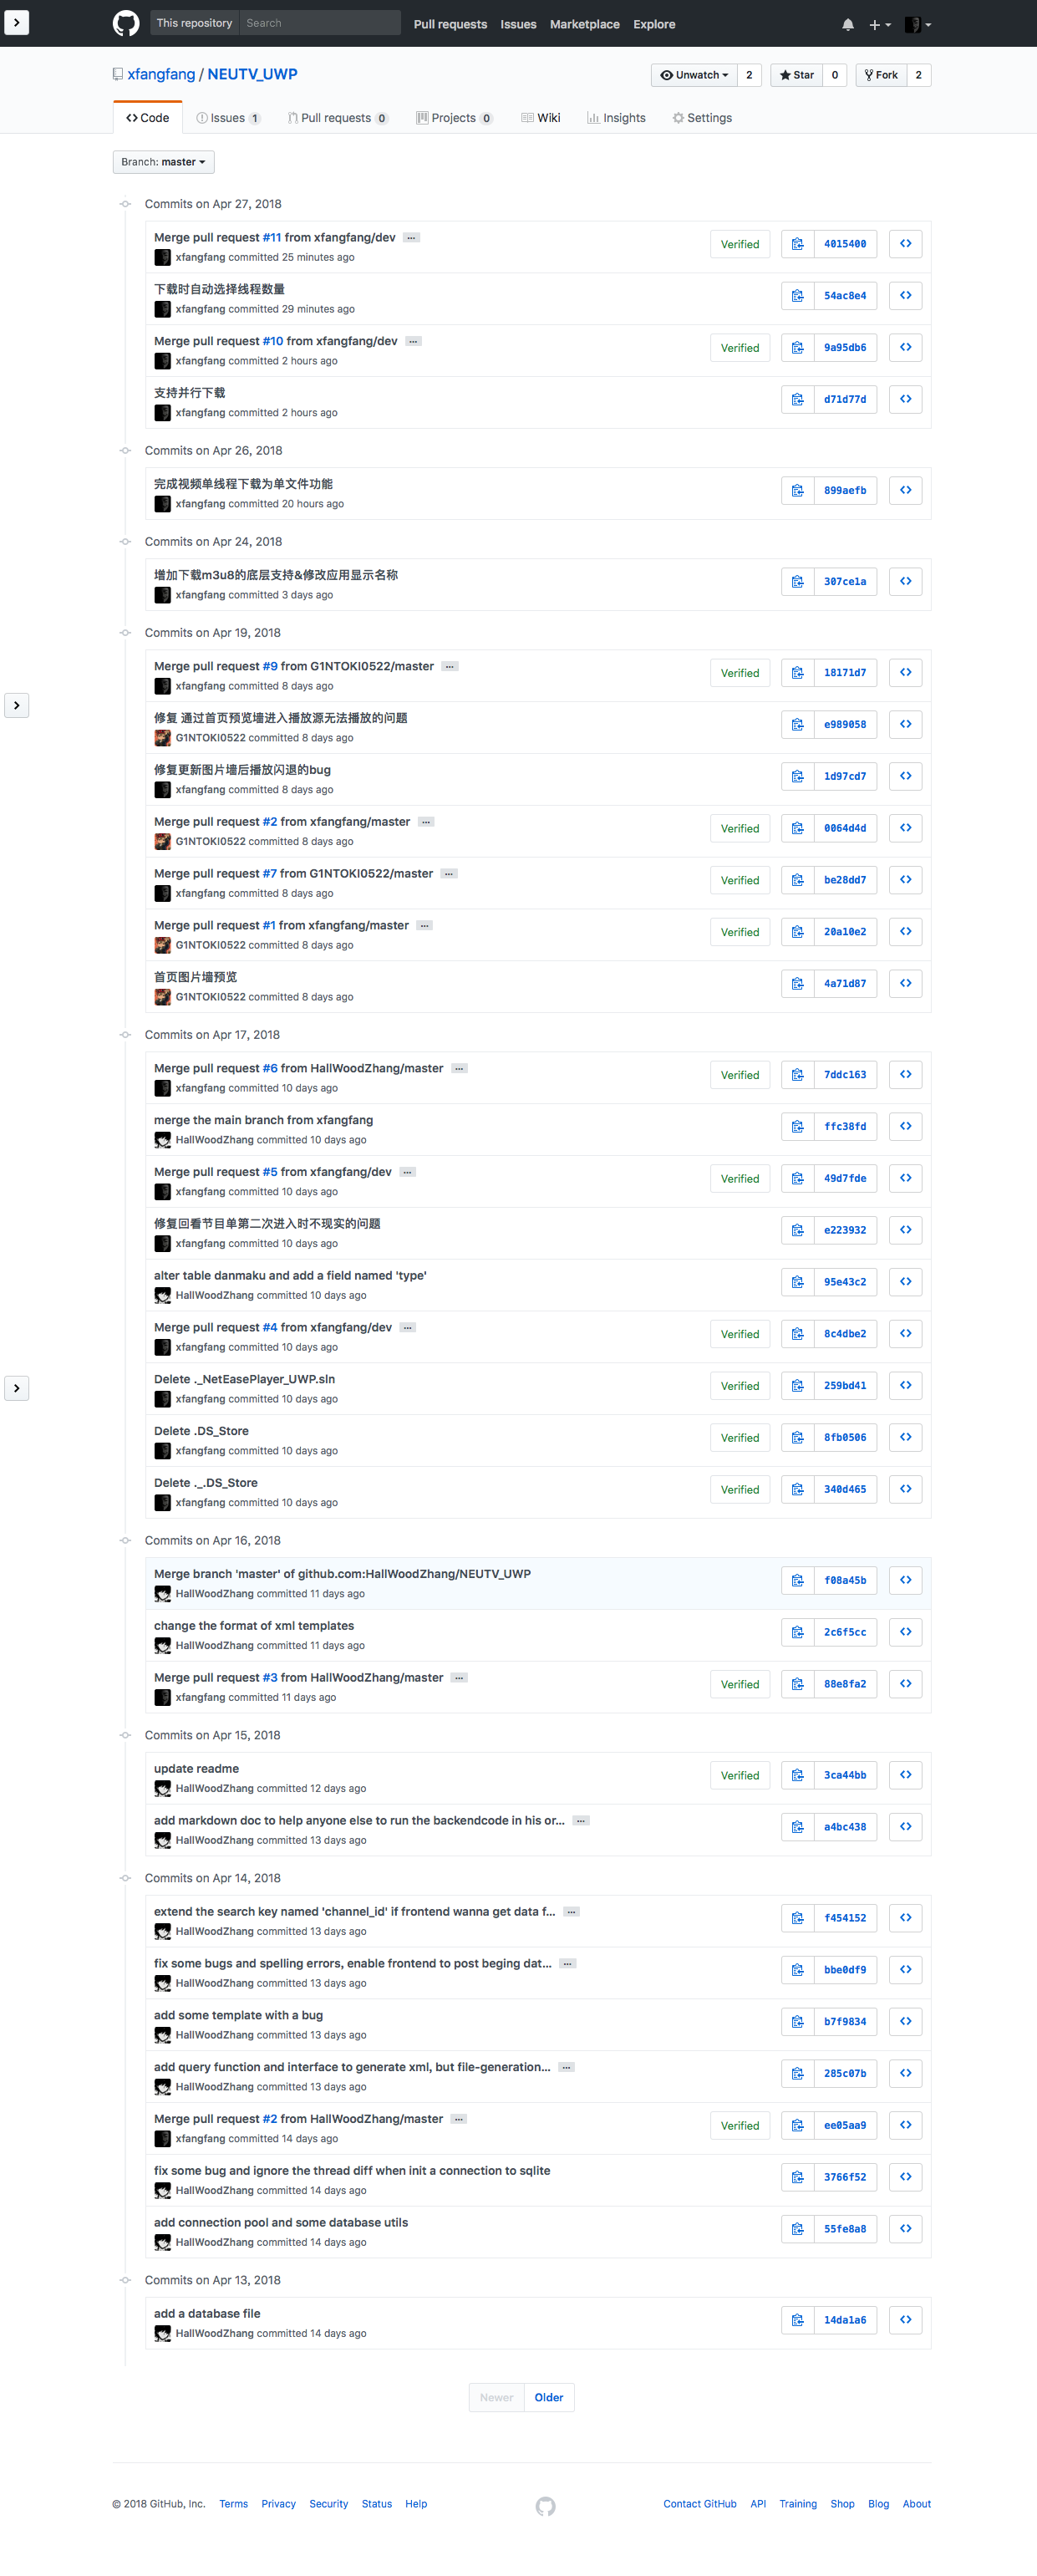 This repository Search Pull requests Issues Marketplace Explore
xfangfang / NEUTV_UWP
Unwatch 2 Star 0 Fork 2
Code Issues 1 Pull requests 0 Projects 0 Wiki Insights Settings
Branch: master
Commits on Apr 27, 2018
Merge pull request #11 from xfangfang/dev …
xfangfang committed 25 minutes ago
Verified 4015400
下载时自动选择线程数量
xfangfang committed 29 minutes ago
54ac8e4
Merge pull request #10 from xfangfang/dev …
xfangfang committed 2 hours ago
Verified 9a95db6
支持并行下载
xfangfang committed 2 hours ago
d71d77d
Commits on Apr 26, 2018
完成视频单线程下载为单文件功能
xfangfang committed 20 hours ago
899aefb
Commits on Apr 24, 2018
增加下载m3u8的底层支持&修改应用显示名称
xfangfang committed 3 days ago
307ce1a
Commits on Apr 19, 2018
Merge pull request #9 from G1NTOKI0522/master …
xfangfang committed 8 days ago
Verified 18171d7
修复 通过首页预览墙进入播放源无法播放的问题
G1NTOKI0522 committed 8 days ago
e989058
修复更新图片墙后播放闪退的bug
xfangfang committed 8 days ago
1d97cd7
Merge pull request #2 from xfangfang/master …
G1NTOKI0522 committed 8 days ago
Verified 0064d4d
Merge pull request #7 from G1NTOKI0522/master …
xfangfang committed 8 days ago
Verified be28dd7
Merge pull request #1 from xfangfang/master …
G1NTOKI0522 committed 8 days ago
Verified 20a10e2
首页图片墙预览
G1NTOKI0522 committed 8 days ago
4a71d87
Commits on Apr 17, 2018
Merge pull request #6 from HallWoodZhang/master …
xfangfang committed 10 days ago
Verified 7ddc163
merge the main branch from xfangfang
HallWoodZhang committed 10 days ago
ffc38fd
Merge pull request #5 from xfangfang/dev …
xfangfang committed 10 days ago
Verified 49d7fde
修复回看节目单第二次进入时不现实的问题
xfangfang committed 10 days ago
e223932
alter table danmaku and add a field named 'type'
HallWoodZhang committed 10 days ago
95e43c2
Merge pull request #4 from xfangfang/dev …
xfangfang committed 10 days ago
Verified 8c4dbe2
Delete ._NetEasePlayer_UWP.sln
xfangfang committed 10 days ago
Verified 259bd41
Delete .DS_Store
xfangfang committed 10 days ago
Verified 8fb0506
Delete ._.DS_Store
xfangfang committed 10 days ago
Verified 340d465
Commits on Apr 16, 2018
Merge branch 'master' of github.com:HallWoodZhang/NEUTV_UWP
HallWoodZhang committed 11 days ago
f08a45b
change the format of xml templates
HallWoodZhang committed 11 days ago
2c6f5cc
Merge pull request #3 from HallWoodZhang/master …
xfangfang committed 11 days ago
Verified 88e8fa2
Commits on Apr 15, 2018
update readme
HallWoodZhang committed 12 days ago
Verified 3ca44bb
add markdown doc to help anyone else to run the backendcode in his or… …
HallWoodZhang committed 13 days ago
a4bc438
Commits on Apr 14, 2018
extend the search key named 'channel_id' if frontend wanna get data f… …
HallWoodZhang committed 13 days ago
f454152
fix some bugs and spelling errors, enable frontend to post beging dat… …
HallWoodZhang committed 13 days ago
bbe0df9
add some template with a bug
HallWoodZhang committed 13 days ago
b7f9834
add query function and interface to generate xml, but file-generation… …
HallWoodZhang committed 13 days ago
285c07b
Merge pull request #2 from HallWoodZhang/master …
xfangfang committed 14 days ago
Verified ee05aa9
fix some bug and ignore the thread diff when init a connection to sqlite
HallWoodZhang committed 14 days ago
3766f52
add connection pool and some database utils
HallWoodZhang committed 14 days ago
55fe8a8
Commits on Apr 13, 2018
add a database file
HallWoodZhang committed 14 days ago
14da1a6
Newer Older
© 2018 GitHub, Inc. Terms Privacy Security Status Help Contact GitHub API Training Shop Blog About